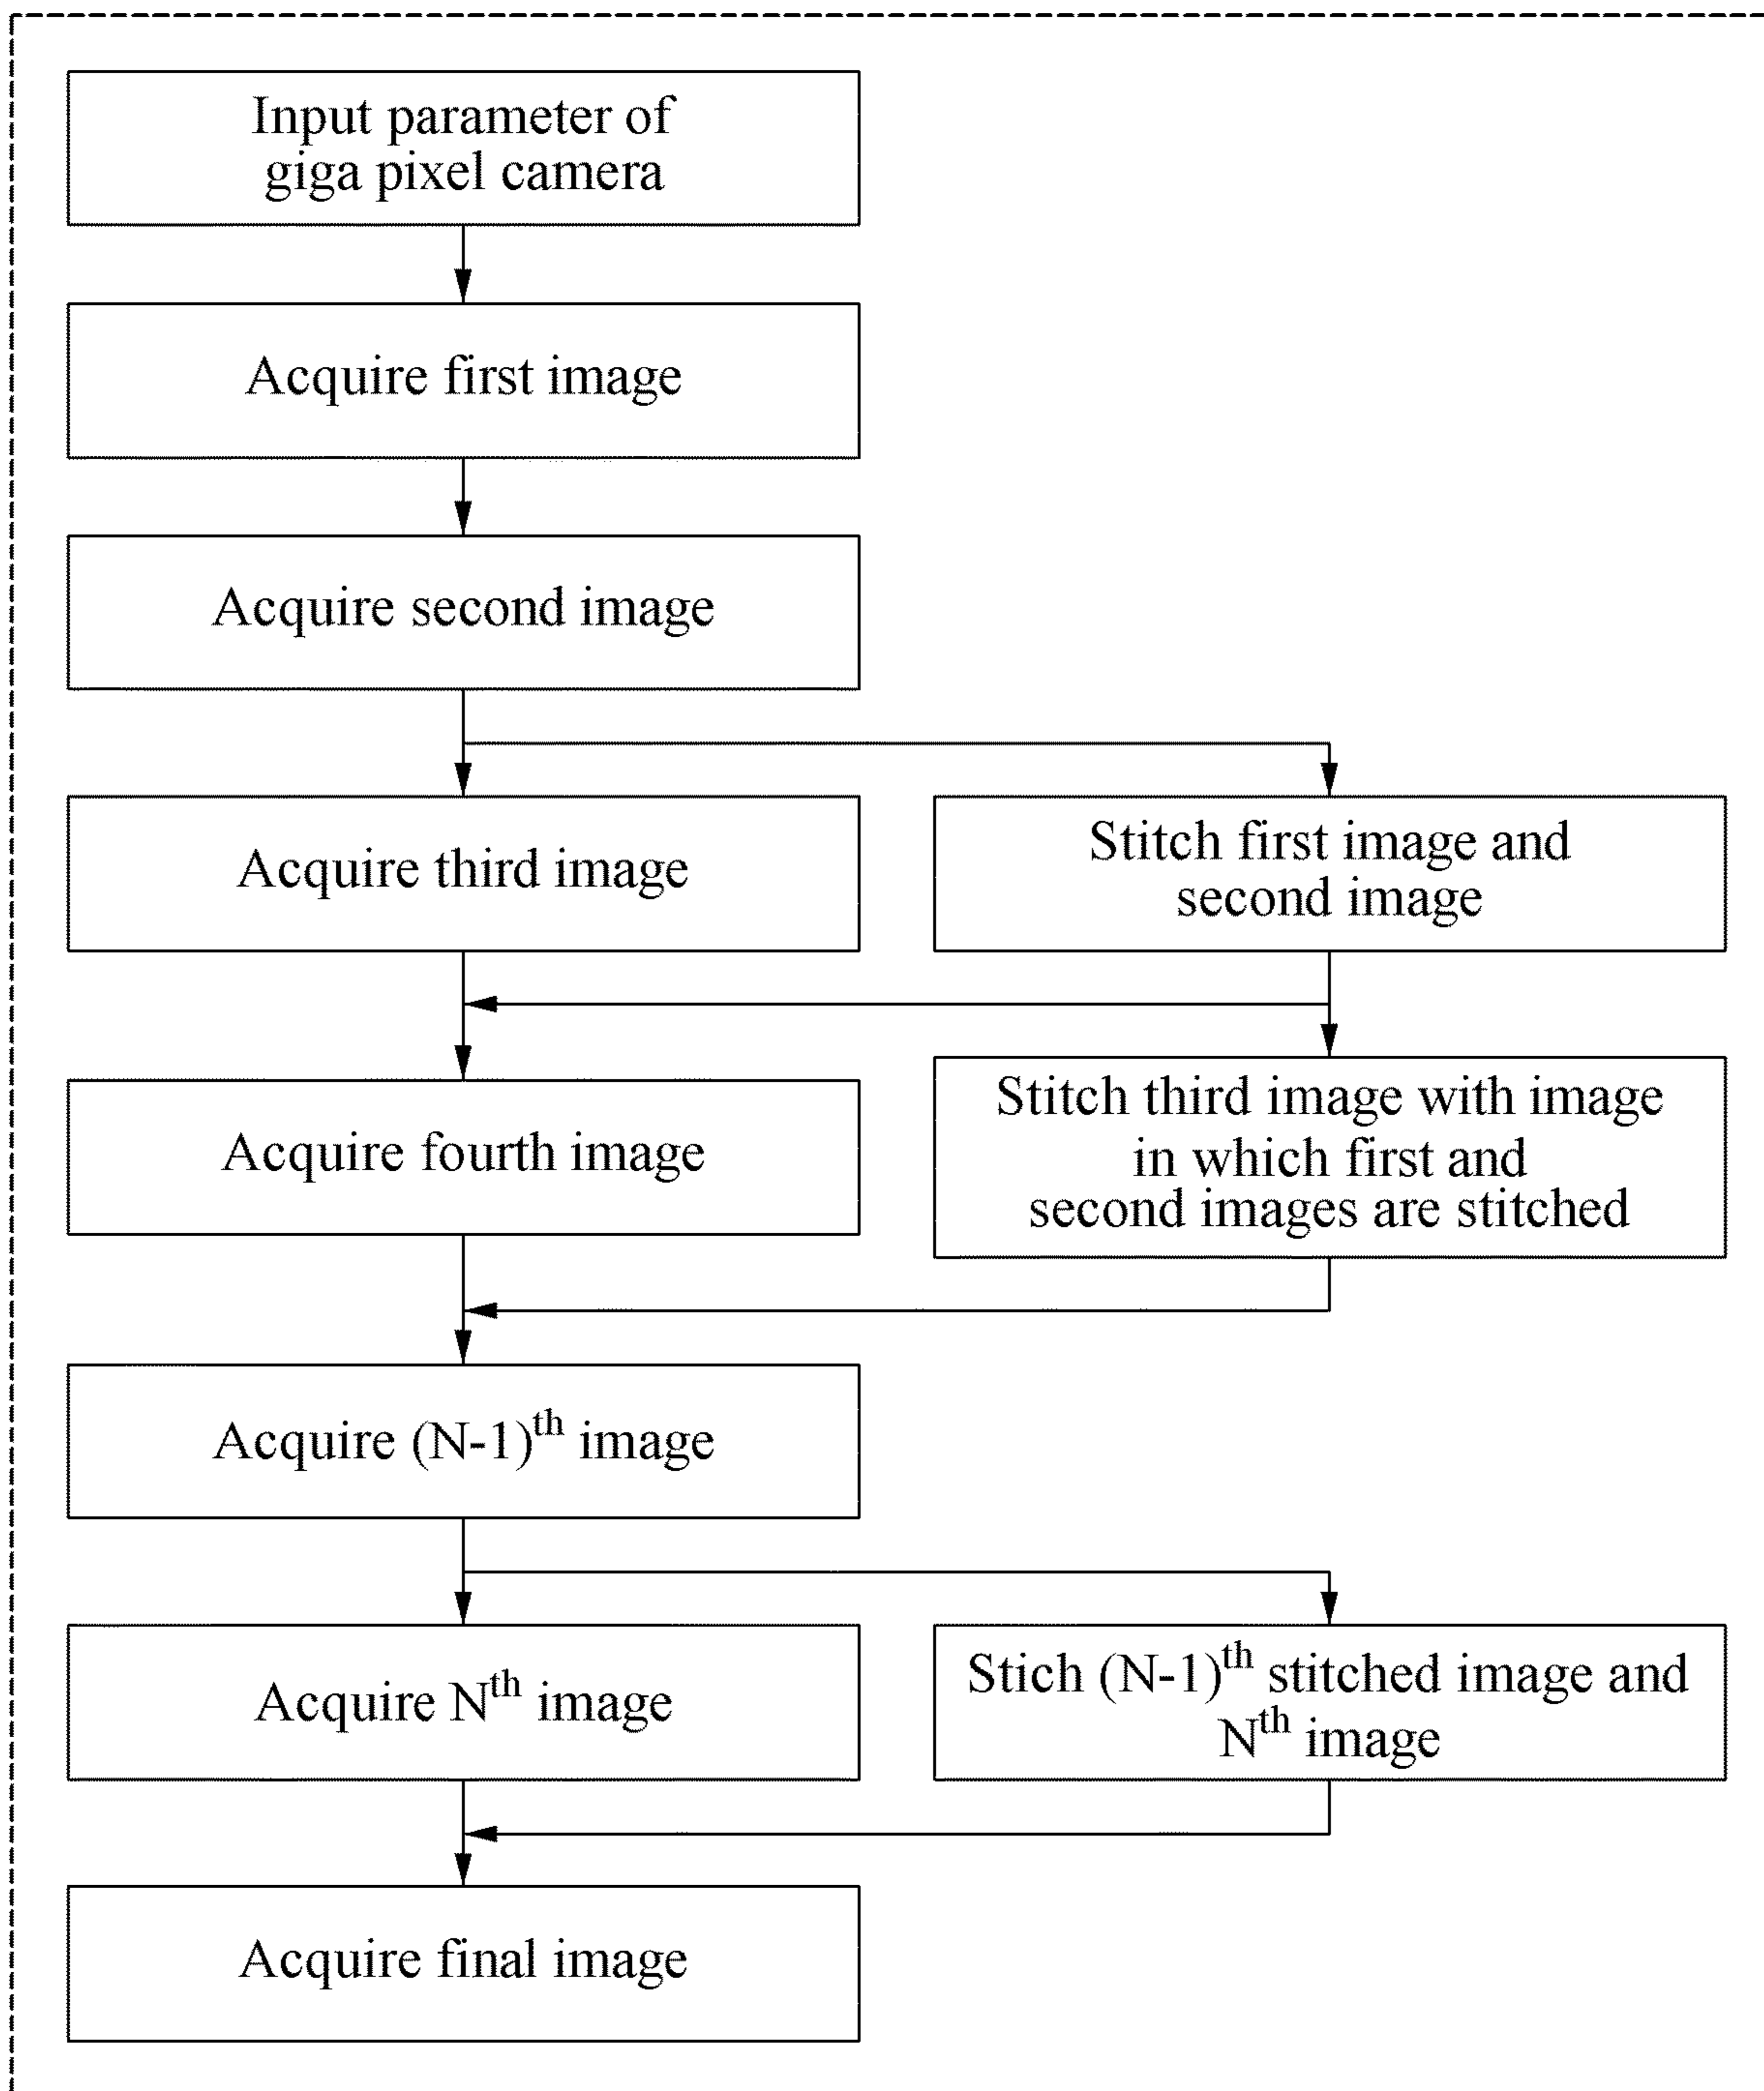 Input parameter of
giga pixel camera
Acquire first image
Acquire second image
Acquire third image
Stitch first image and
second image
Acquire fourth image
Stitch third image with image
in which first and
second images are stitched
Acquire (N-1)th image
Acquire Nth image
Stich (N-1)th stitched image and
Nth image
Acquire final image